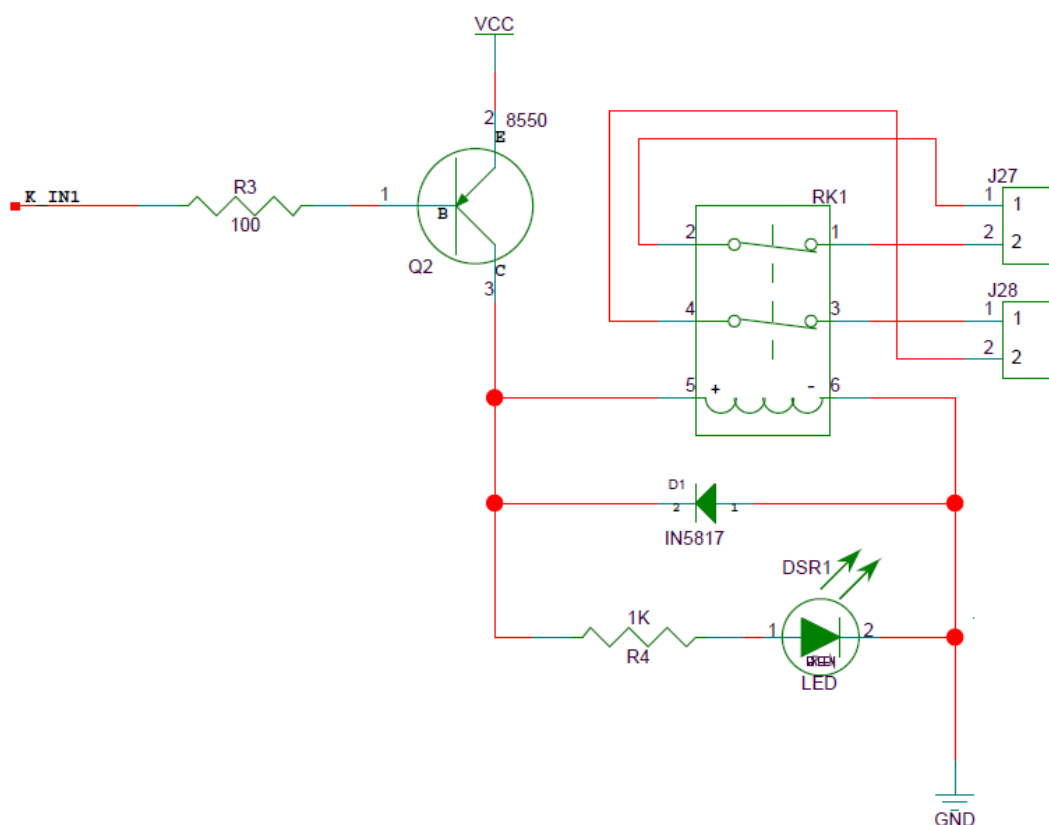 VCC
2 8550
E
K_IN1
R3
100
1
B
Q2
C
3
RK1
J27
2 1
1 1
2 2
J28
4 3
1 1
2 2
5 + - 6
D1
2 1
IN5817
DSR1
1K
R4
1 2
GREEN
LED
GND